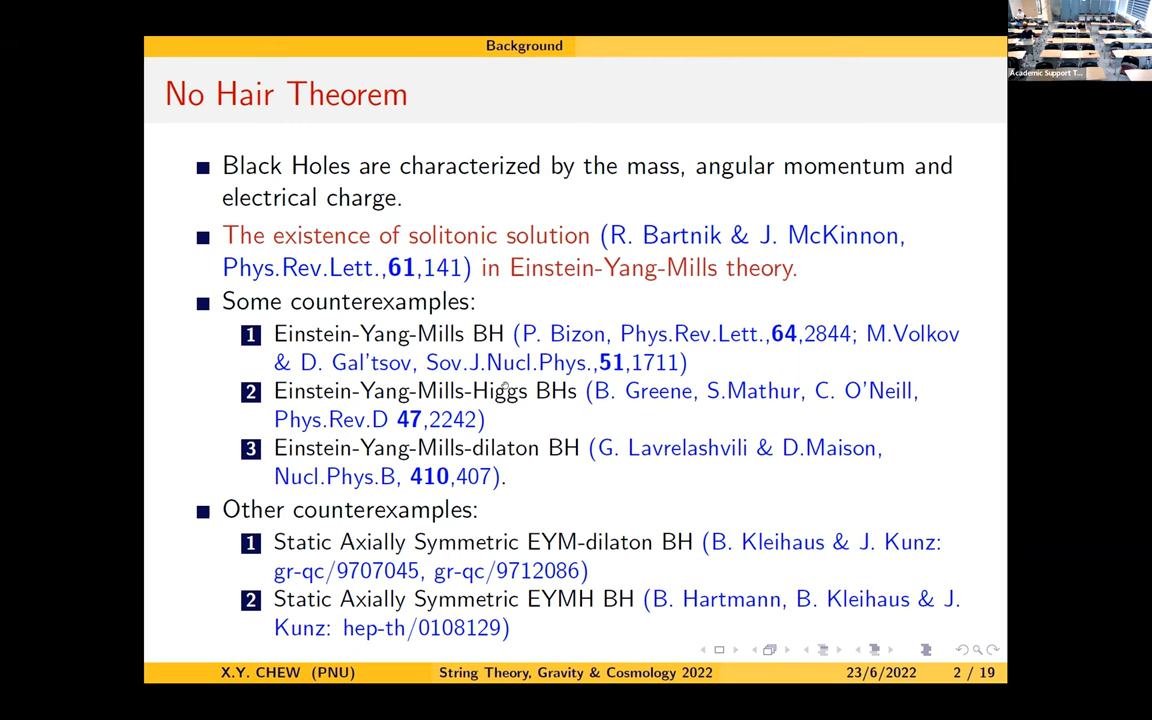 Background
Academic Support T...
No Hair Theorem
Black Holes are characterized by the mass, angular momentum and
electrical charge.
The existence of solitonic solution (R. Bartnik & J. McKinnon,
Phys.Rev.Lett.,61,141) in Einstein-Yang-Mills theory.
Some counterexamples:
1 Einstein-Yang-Mills BH (P. Bizon, Phys.Rev.Lett.,64,2844; M.Volkov
& D. Gal'tsov, Sov.J.Nucl.Phys.,51,1711)
2 Einstein-Yang-Mills-Higgs BHs (B. Greene, S.Mathur, C. O'Neill,
Phys.Rev.D 47,2242)
3 Einstein-Yang-Mills-dilaton BH (G. Lavrelashvili & D.Maison,
Nucl.Phys.B, 410,407).
Other counterexamples:
1 Static Axially Symmetric EYM-dilaton BH (B. Kleihaus & J. Kunz:
gr-qc/9707045, gr-qc/9712086)
2 Static Axially Symmetric EYMH BH (B. Hartmann, B. Kleihaus & J.
Kunz: hep-th/0108129)
X.Y. CHEW (PNU) String Theory, Gravity & Cosmology 2022 23/6/2022 2 / 19